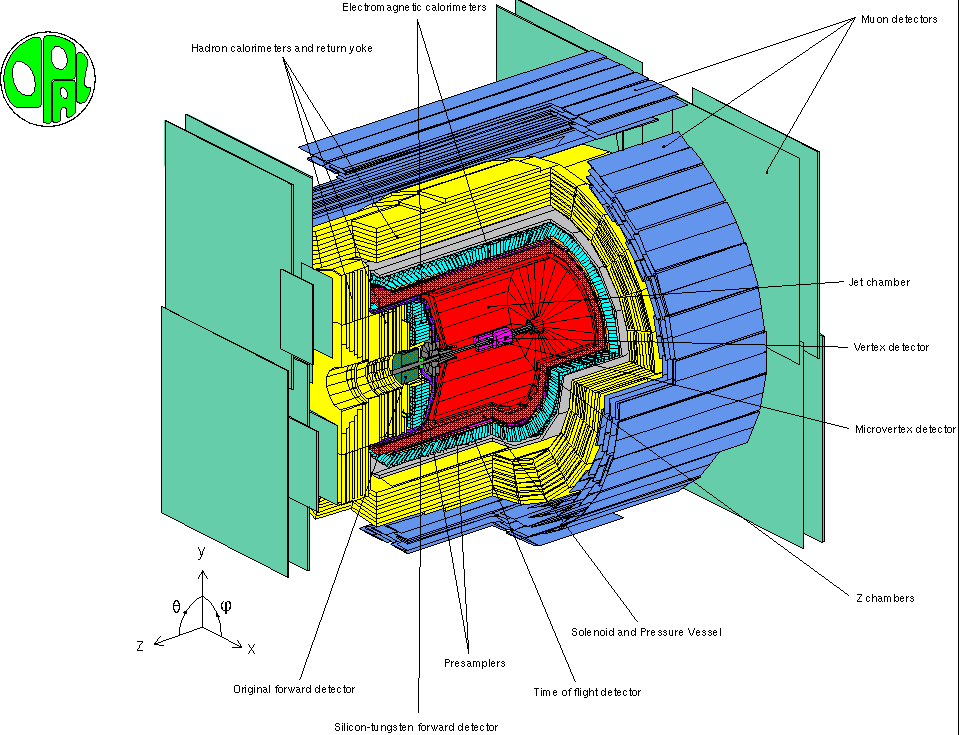 Electromagnetic calorimeters
Muon detectors
Hadron calorimeters and return yoke
OPAL
Jet chamber
Vertex detector
Microvertex detector
y
θ φ
Z X
Z chambers
Solenoid and Pressure Vessel
Presamplers
Original forward detector
Time of flight detector
Silicon-tungsten forward detector